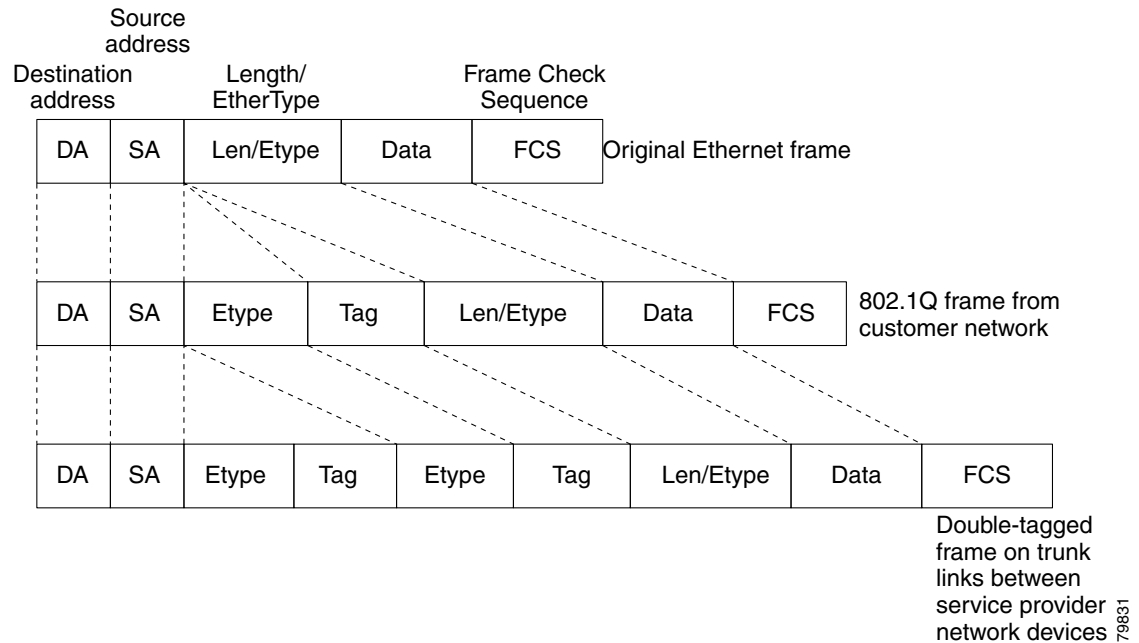 Source
address
Destination
address
Length/
EtherType
Frame Check
Sequence
DA SA Len/Etype Data FCS Original Ethernet frame
DA SA Etype Tag Len/Etype Data FCS
802.1Q frame from
customer network
DA SA Etype Tag Etype Tag Len/Etype Data FCS
Double-tagged
frame on trunk
links between
service provider
network devices
79831